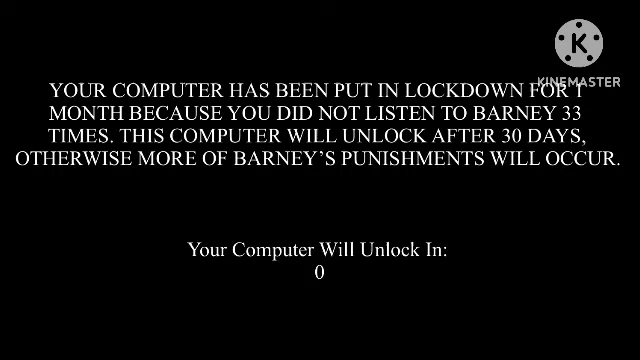 KINEMASTER
YOUR COMPUTER HAS BEEN PUT IN LOCKDOWN FOR 1
MONTH BECAUSE YOU DID NOT LISTEN TO BARNEY 33
TIMES. THIS COMPUTER WILL UNLOCK AFTER 30 DAYS,
OTHERWISE MORE OF BARNEY’S PUNISHMENTS WILL OCCUR.
Your Computer Will Unlock In:
0